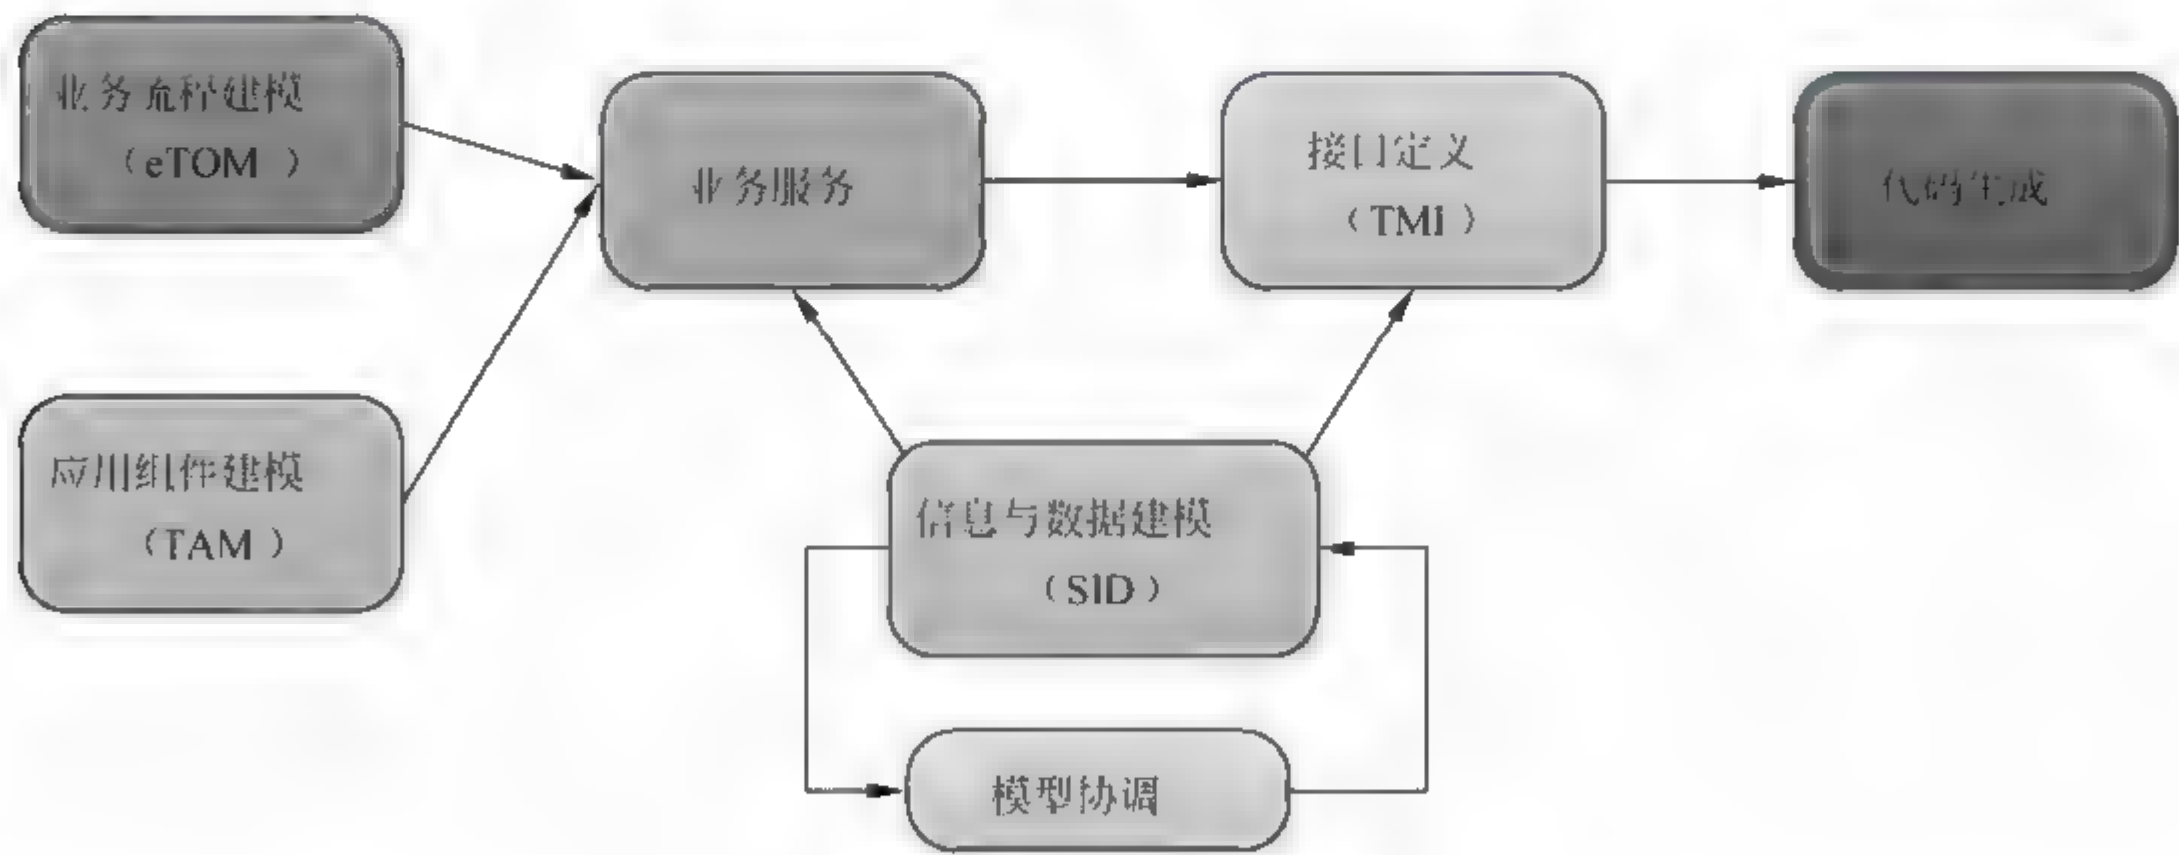 业务流程建模
（eTOM）
业务服务
接口定义
（TMI）
代码生成
应用组件建模
（TAM）
信息与数据建模
（SID）
模型协调